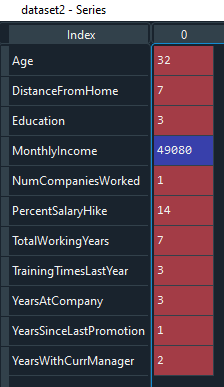 dataset2 - Series
Index 0
Age 32
DistanceFromHome 7
Education 3
MonthlyIncome 49080
NumCompaniesWorked 1
PercentSalaryHike 14
TotalWorkingYears 7
TrainingTimesLastYear 3
YearsAtCompany 3
YearsSinceLastPromotion 1
YearsWithCurrManager 2